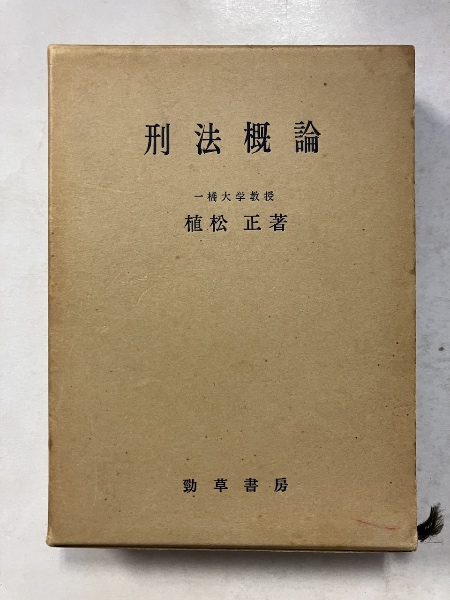 刑法概論
一橋大学教授
植松正著
勁草書房